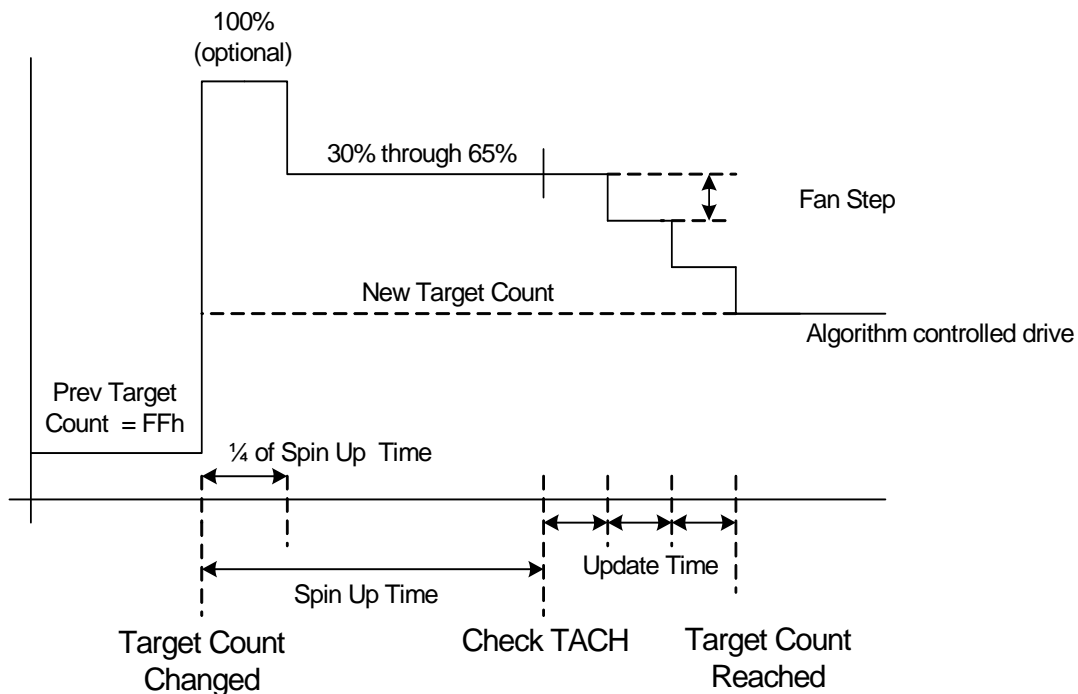 100%
(optional)
30% through 65%
Fan Step
New Target Count
Algorithm controlled drive
Prev Target
Count = FFh
¼ of Spin Up Time
Update Time
Spin Up Time
Target Count
Changed
Check TACH
Target Count
Reached